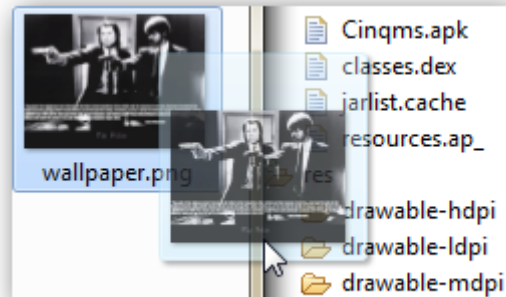 wallpaper.png
Cinqms.apk
classes.dex
jarlist.cache
resources.ap_
res
drawable-hdpi
drawable-ldpi
drawable-mdpi